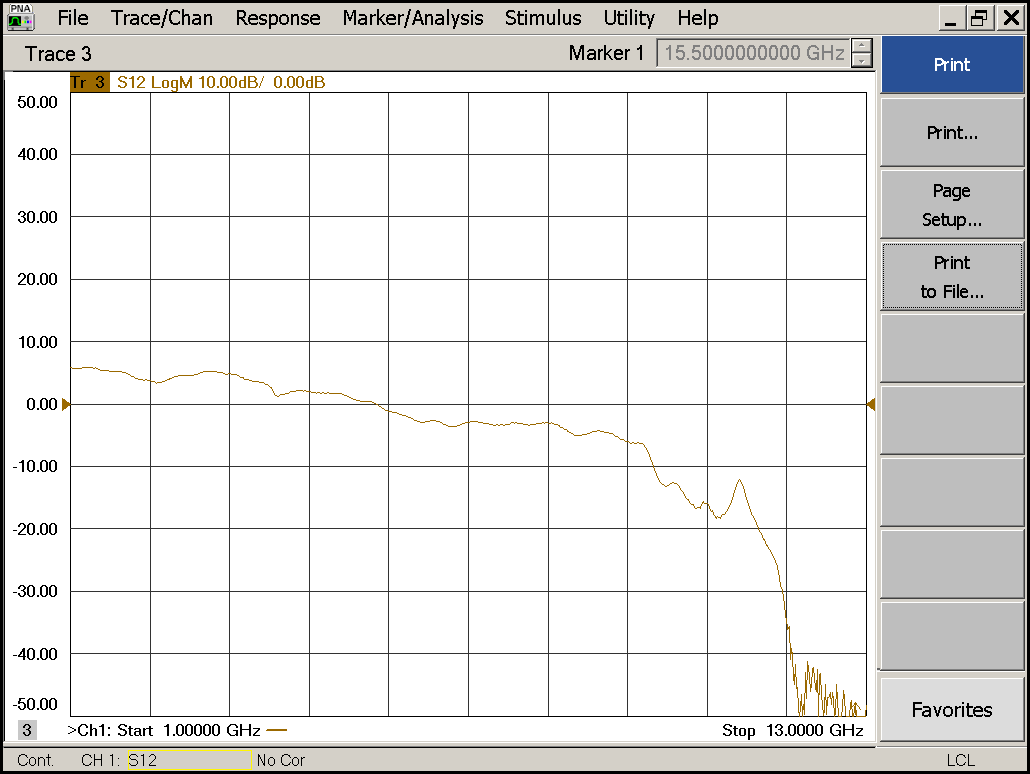 PNA
File Trace/Chan Response Marker/Analysis Stimulus Utility Help
Trace 3 Marker 1 15.5000000000 GHz
Print
Tr 3 S12 LogM 10.00dB/ 0.00dB
50.00
Print...
40.00
Page
Setup...
30.00
Print
to File...
20.00
10.00
0.00
-10.00
-20.00
-30.00
-40.00
-50.00
Favorites
3 >Ch1: Start 1.00000 GHz Stop 13.0000 GHz
Cont. CH 1: S12 No Cor LCL